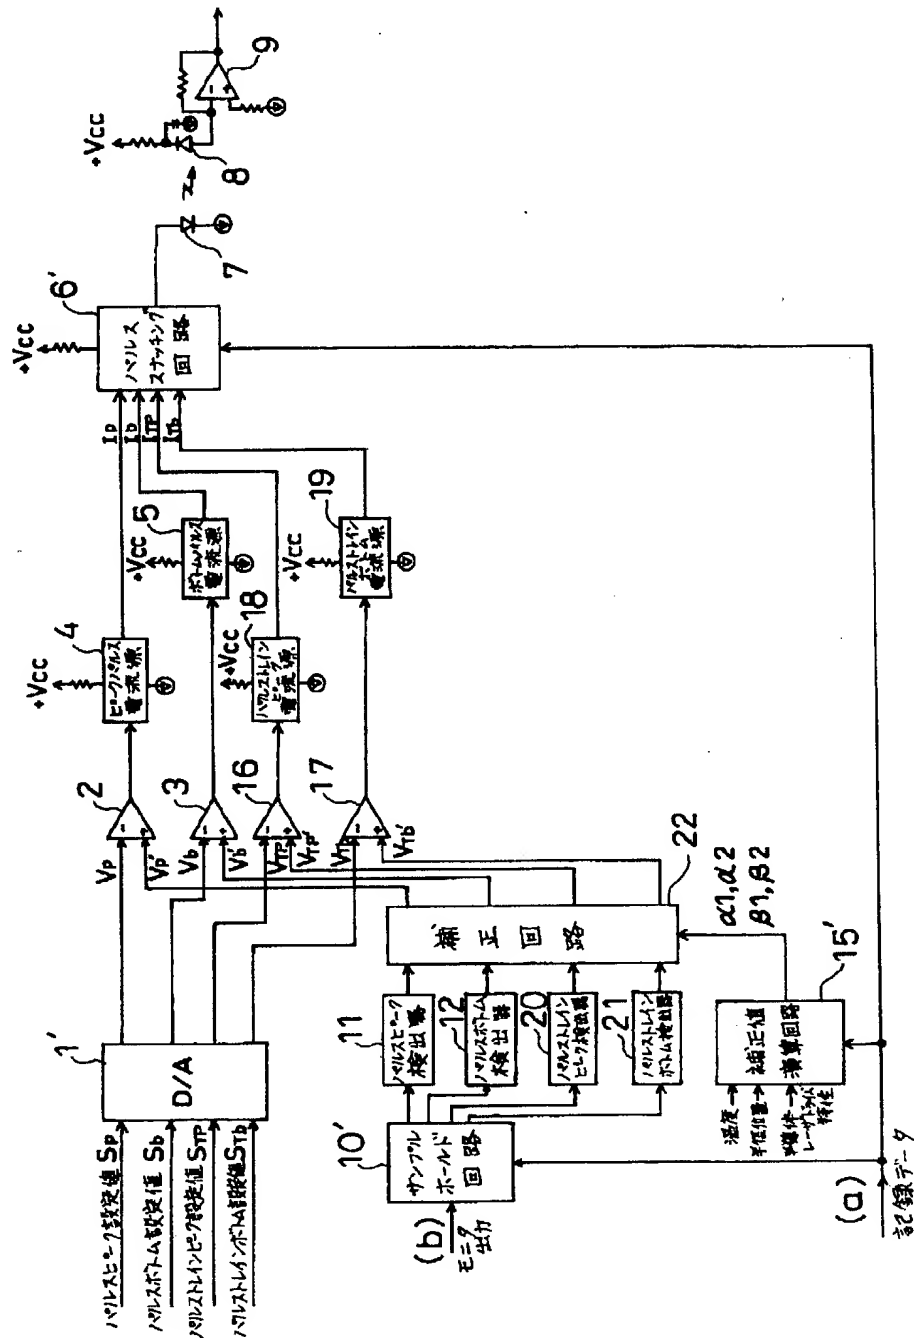 パルスピーク設定値 Sp
パルスボトム設定値 Sb
パルストレインピーク設定値 STP
パルストレインボトム設定値 STb
1'
D/A
Vp
Vp'
Vb
Vb'
VTP
VTP'
VTb
VTb'
2
3
16
17
+Vcc
4
ピークパルス
電流源
+Vcc
5
ボトムパルス
電流源
+Vcc
18
パルストレイン
ピーク
電流源
+Vcc
19
パルストレイン
ボトム
電流源
Ip
Ib
ITP
ITb
+Vcc
6'
パルス
スイッチング
回路
7
+Vcc
8
9
(b)
モニタ
出力
10'
サンプル
ホールド
回路
11
パルスピーク
検出器
12
パルスボトム
検出器
20
パルストレイン
ピーク検出器
21
パルストレイン
ボトム検出器
補正回路
22
α1,α2
β1,β2
温度
半径位置
半導体
レーザドライバ
特性
補正値
演算回路
15'
(a)
記録データ